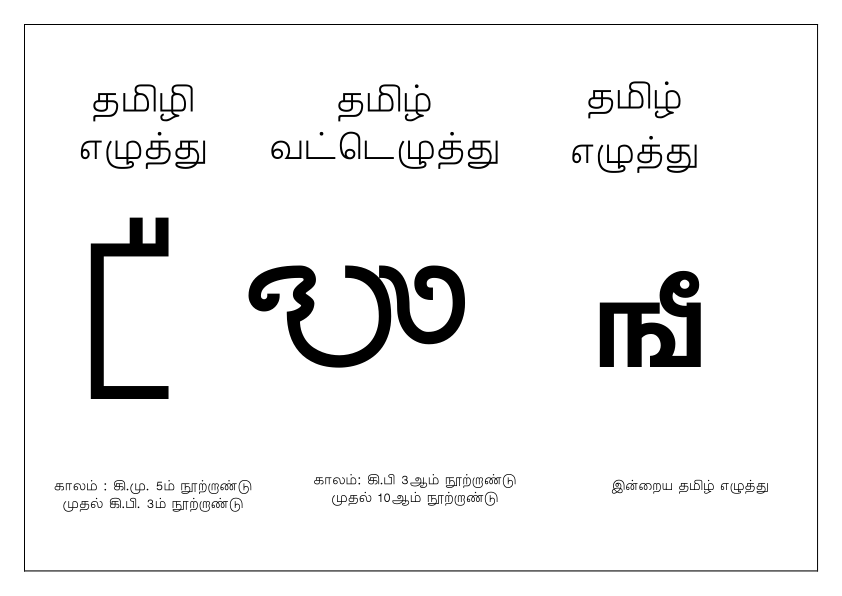 தமிழி
எழுத்து
தமிழ்
வட்டெழுத்து
தமிழ்
எழுத்து
ஙீ
காலம் : கி.மு. 5ம் நூற்றாண்டு
முதல் கி.பி. 3ம் நூற்றாண்டு
காலம்: கி.பி 3ஆம் நூற்றாண்டு
முதல் 10ஆம் நூற்றாண்டு
இன்றைய தமிழ் எழுத்து